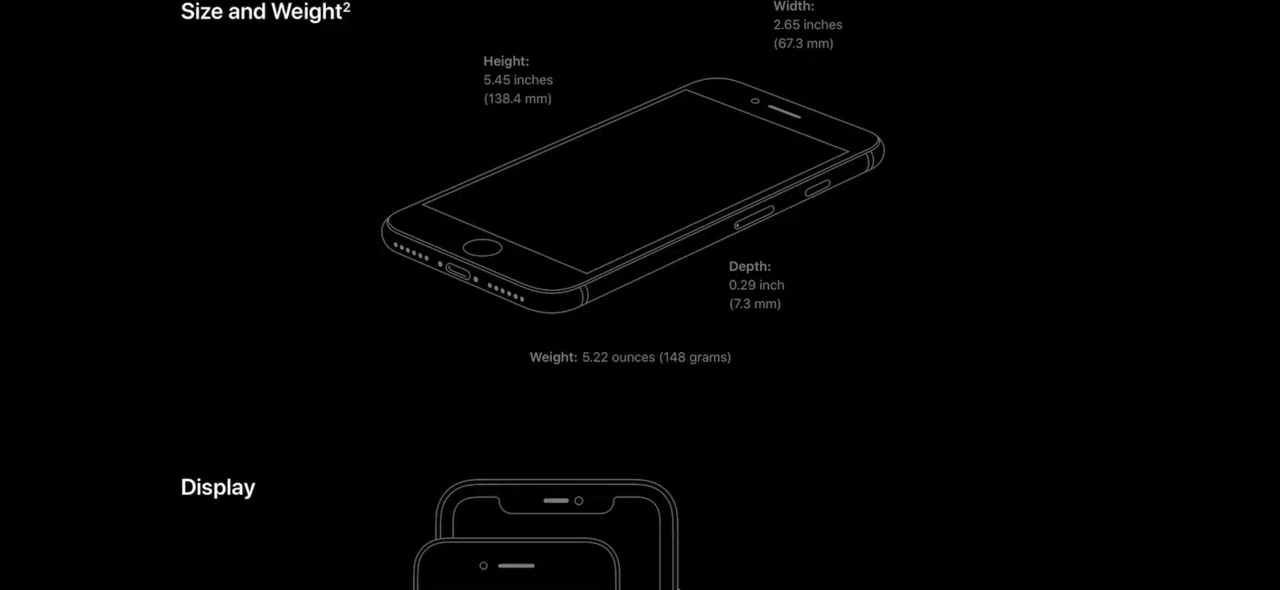 Size and Weight²
Width:
2.65 inches
(67.3 mm)
Height:
5.45 inches
(138.4 mm)
Depth:
0.29 inch
(7.3 mm)
Weight: 5.22 ounces (148 grams)
Display